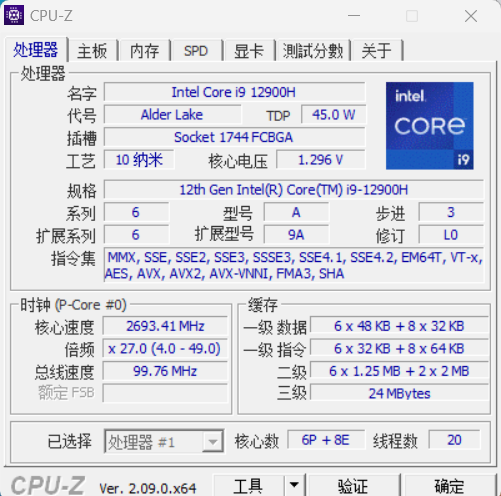 CPU-Z
处理器 主板 内存 SPD 显卡 測試分數 关于
处理器
名字 Intel Core i9 12900H
代号 Alder Lake TDP 45.0 W
插槽 Socket 1744 FCBGA
工艺 10 纳米 核心电压 1.296 V
intel
CORE
i9
规格 12th Gen Intel(R) Core(TM) i9-12900H
系列 6 型号 A 步进 3
扩展系列 6 扩展型号 9A 修订 L0
指令集 MMX, SSE, SSE2, SSE3, SSSE3, SSE4.1, SSE4.2, EM64T, VT-x,
AES, AVX, AVX2, AVX-VNNI, FMA3, SHA
时钟 (P-Core #0)
核心速度 2693.41 MHz
倍频 x 27.0 (4.0 - 49.0)
总线速度 99.76 MHz
额定 FSB
缓存
一级 数据 6 x 48 KB + 8 x 32 KB
一级 指令 6 x 32 KB + 8 x 64 KB
二级 6 x 1.25 MB + 2 x 2 MB
三级 24 MBytes
已选择 处理器 #1 核心数 6P + 8E 线程数 20
CPU-Z Ver. 2.09.0.x64 工具 验证 确定